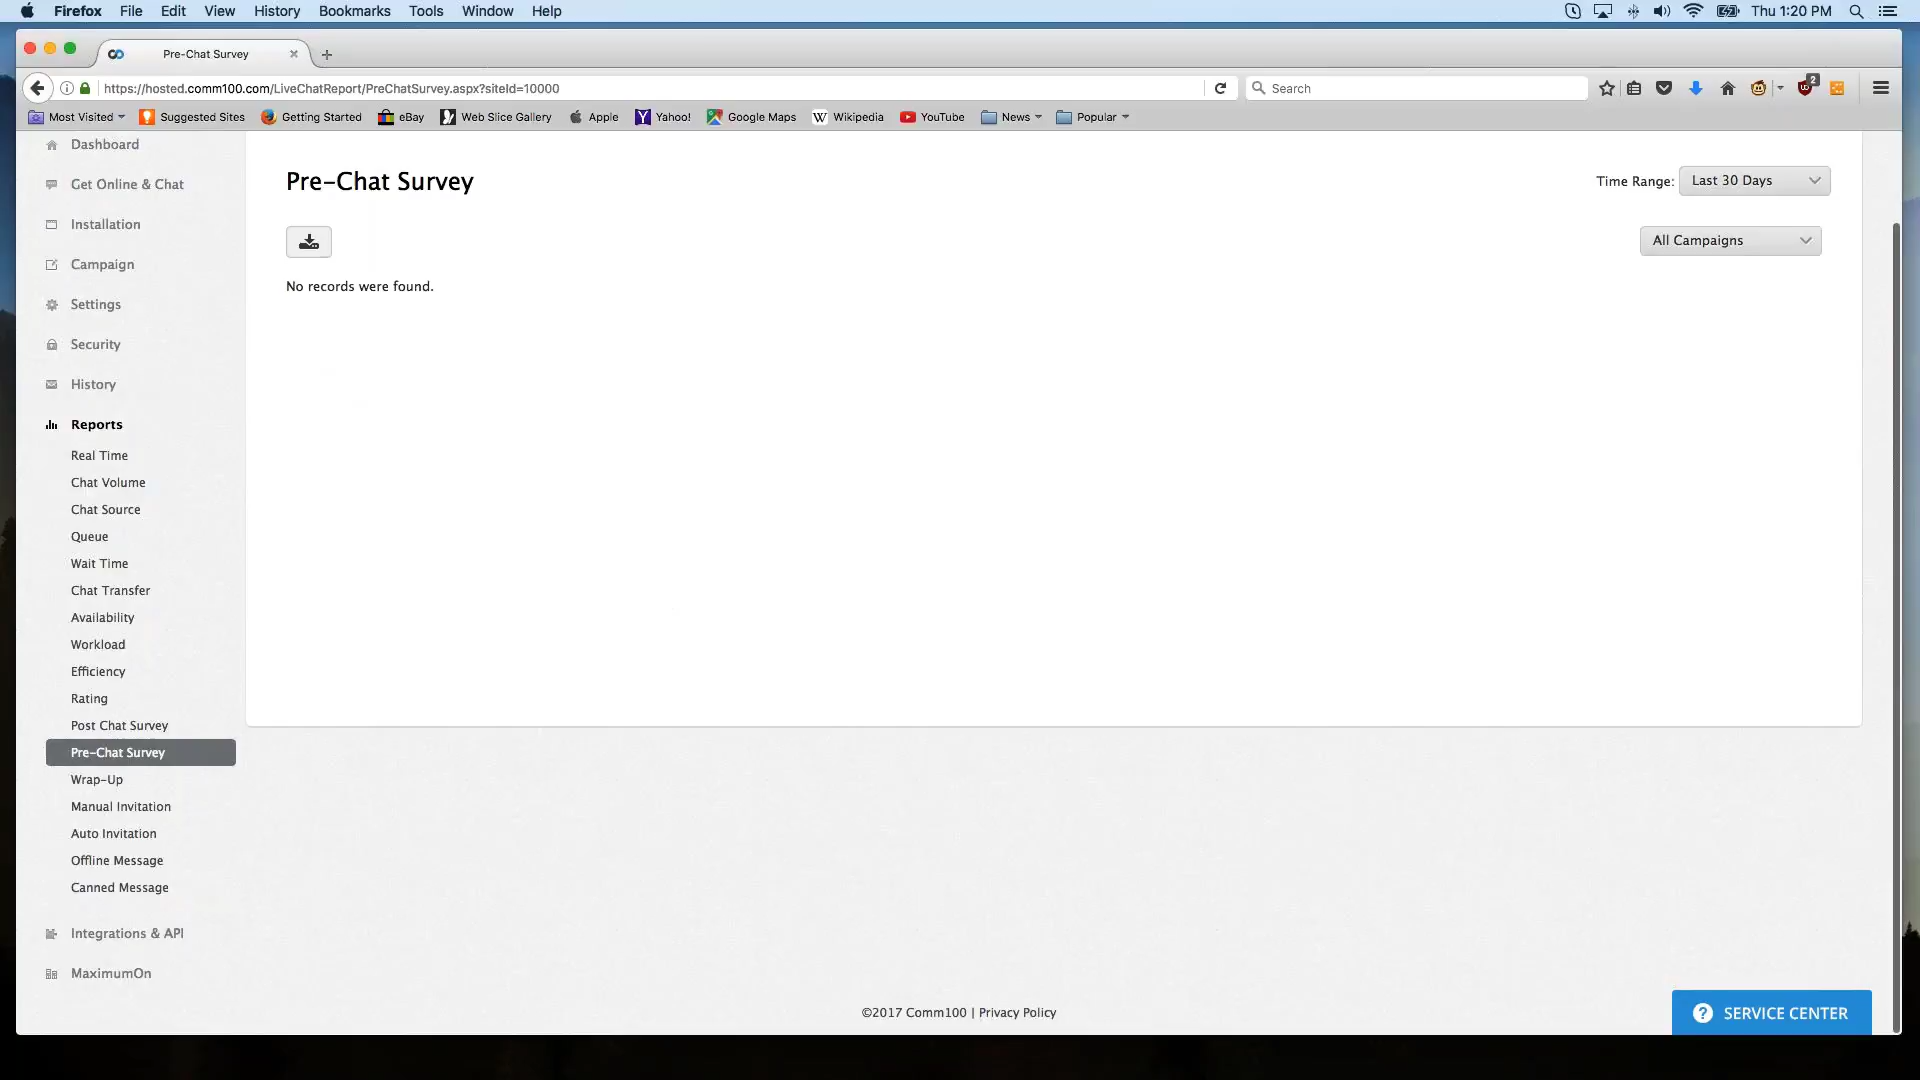 Firefox File Edit View History Bookmarks Tools Window Help Thu 1:20 PM
Pre-Chat Survey
https://hosted.comm100.com/LiveChatReport/PreChatSurvey.aspx?siteId=10000 Search 2
Most Visited Suggested Sites Getting Started eBay Web Slice Gallery Apple Yahoo! Google Maps Wikipedia YouTube News Popular
Dashboard
Get Online & Chat
Installation
Campaign
Settings
Security
History
Reports
Real Time
Chat Volume
Chat Source
Queue
Wait Time
Chat Transfer
Availability
Workload
Efficiency
Rating
Post Chat Survey
Pre-Chat Survey
Wrap-Up
Manual Invitation
Auto Invitation
Offline Message
Canned Message
Integrations & API
MaximumOn
Pre-Chat Survey
Time Range: Last 30 Days
All Campaigns
No records were found.
©2017 Comm100 | Privacy Policy
? SERVICE CENTER